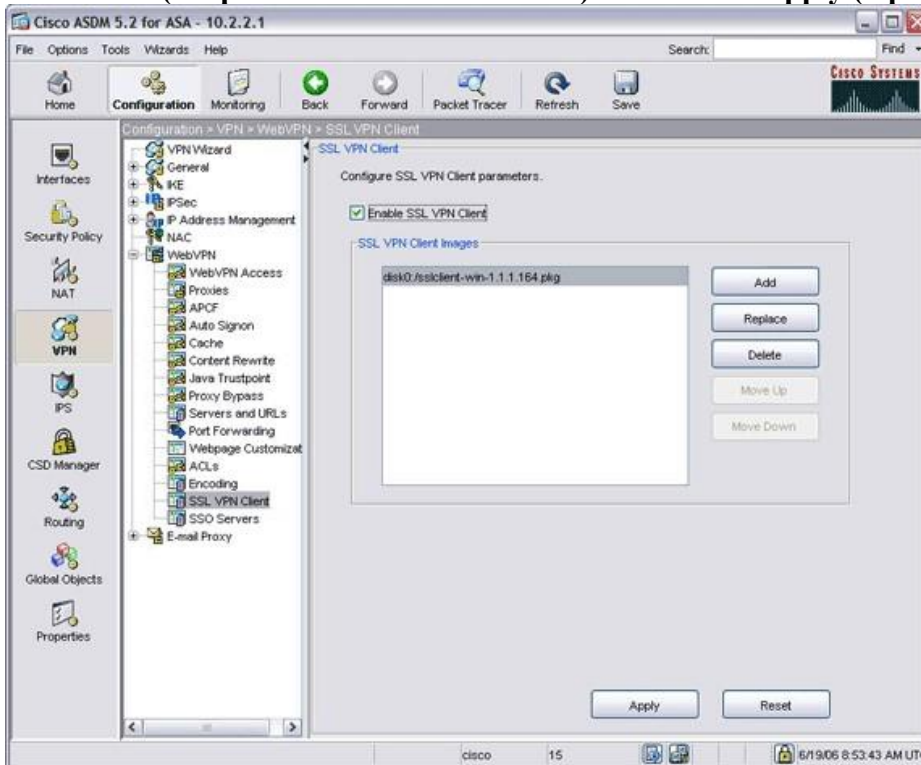 Cisco ASDM 5.2 for ASA - 10.2.2.1
File Options Tools Wizards Help Search: Find
Home Configuration Monitoring Back Forward Packet Tracer Refresh Save
CISCO SYSTEMS
Configuration > VPN > WebVPN > SSL VPN Client
Interfaces
Security Policy
NAT
VPN
IPS
CSD Manager
Routing
Global Objects
Properties
VPN Wizard
General
IKE
IPSec
IP Address Management
NAC
WebVPN
WebVPN Access
Proxies
APCF
Auto Signon
Cache
Content Rewrite
Java Trustpoint
Proxy Bypass
Servers and URLs
Port Forwarding
Webpage Customizat
ACLs
Encoding
SSL VPN Client
SSO Servers
E-mail Proxy
SSL VPN Client
Configure SSL VPN Client parameters.
Enable SSL VPN Client
SSL VPN Client Images
disk0:/sslclient-win-1.1.1.164.pkg
Add
Replace
Delete
Move Up
Move Down
Apply Reset
cisco 15 6/19/06 8:53:43 AM UT